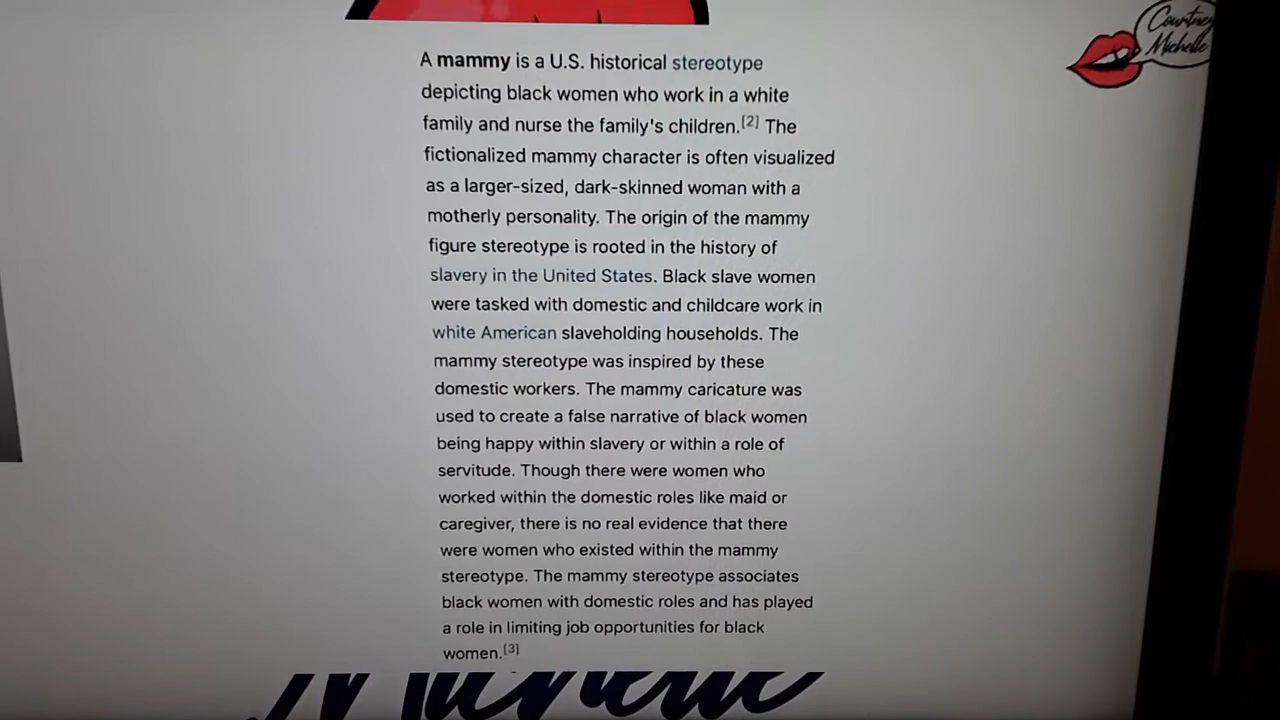 Courtney
Michelle
A mammy is a U.S. historical stereotype
depicting black women who work in a white
family and nurse the family's children.[2] The
fictionalized mammy character is often visualized
as a larger-sized, dark-skinned woman with a
motherly personality. The origin of the mammy
figure stereotype is rooted in the history of
slavery in the United States. Black slave women
were tasked with domestic and childcare work in
white American slaveholding households. The
mammy stereotype was inspired by these
domestic workers. The mammy caricature was
used to create a false narrative of black women
being happy within slavery or within a role of
servitude. Though there were women who
worked within the domestic roles like maid or
caregiver, there is no real evidence that there
were women who existed within the mammy
stereotype. The mammy stereotype associates
black women with domestic roles and has played
a role in limiting job opportunities for black
women.[3]
Michelle